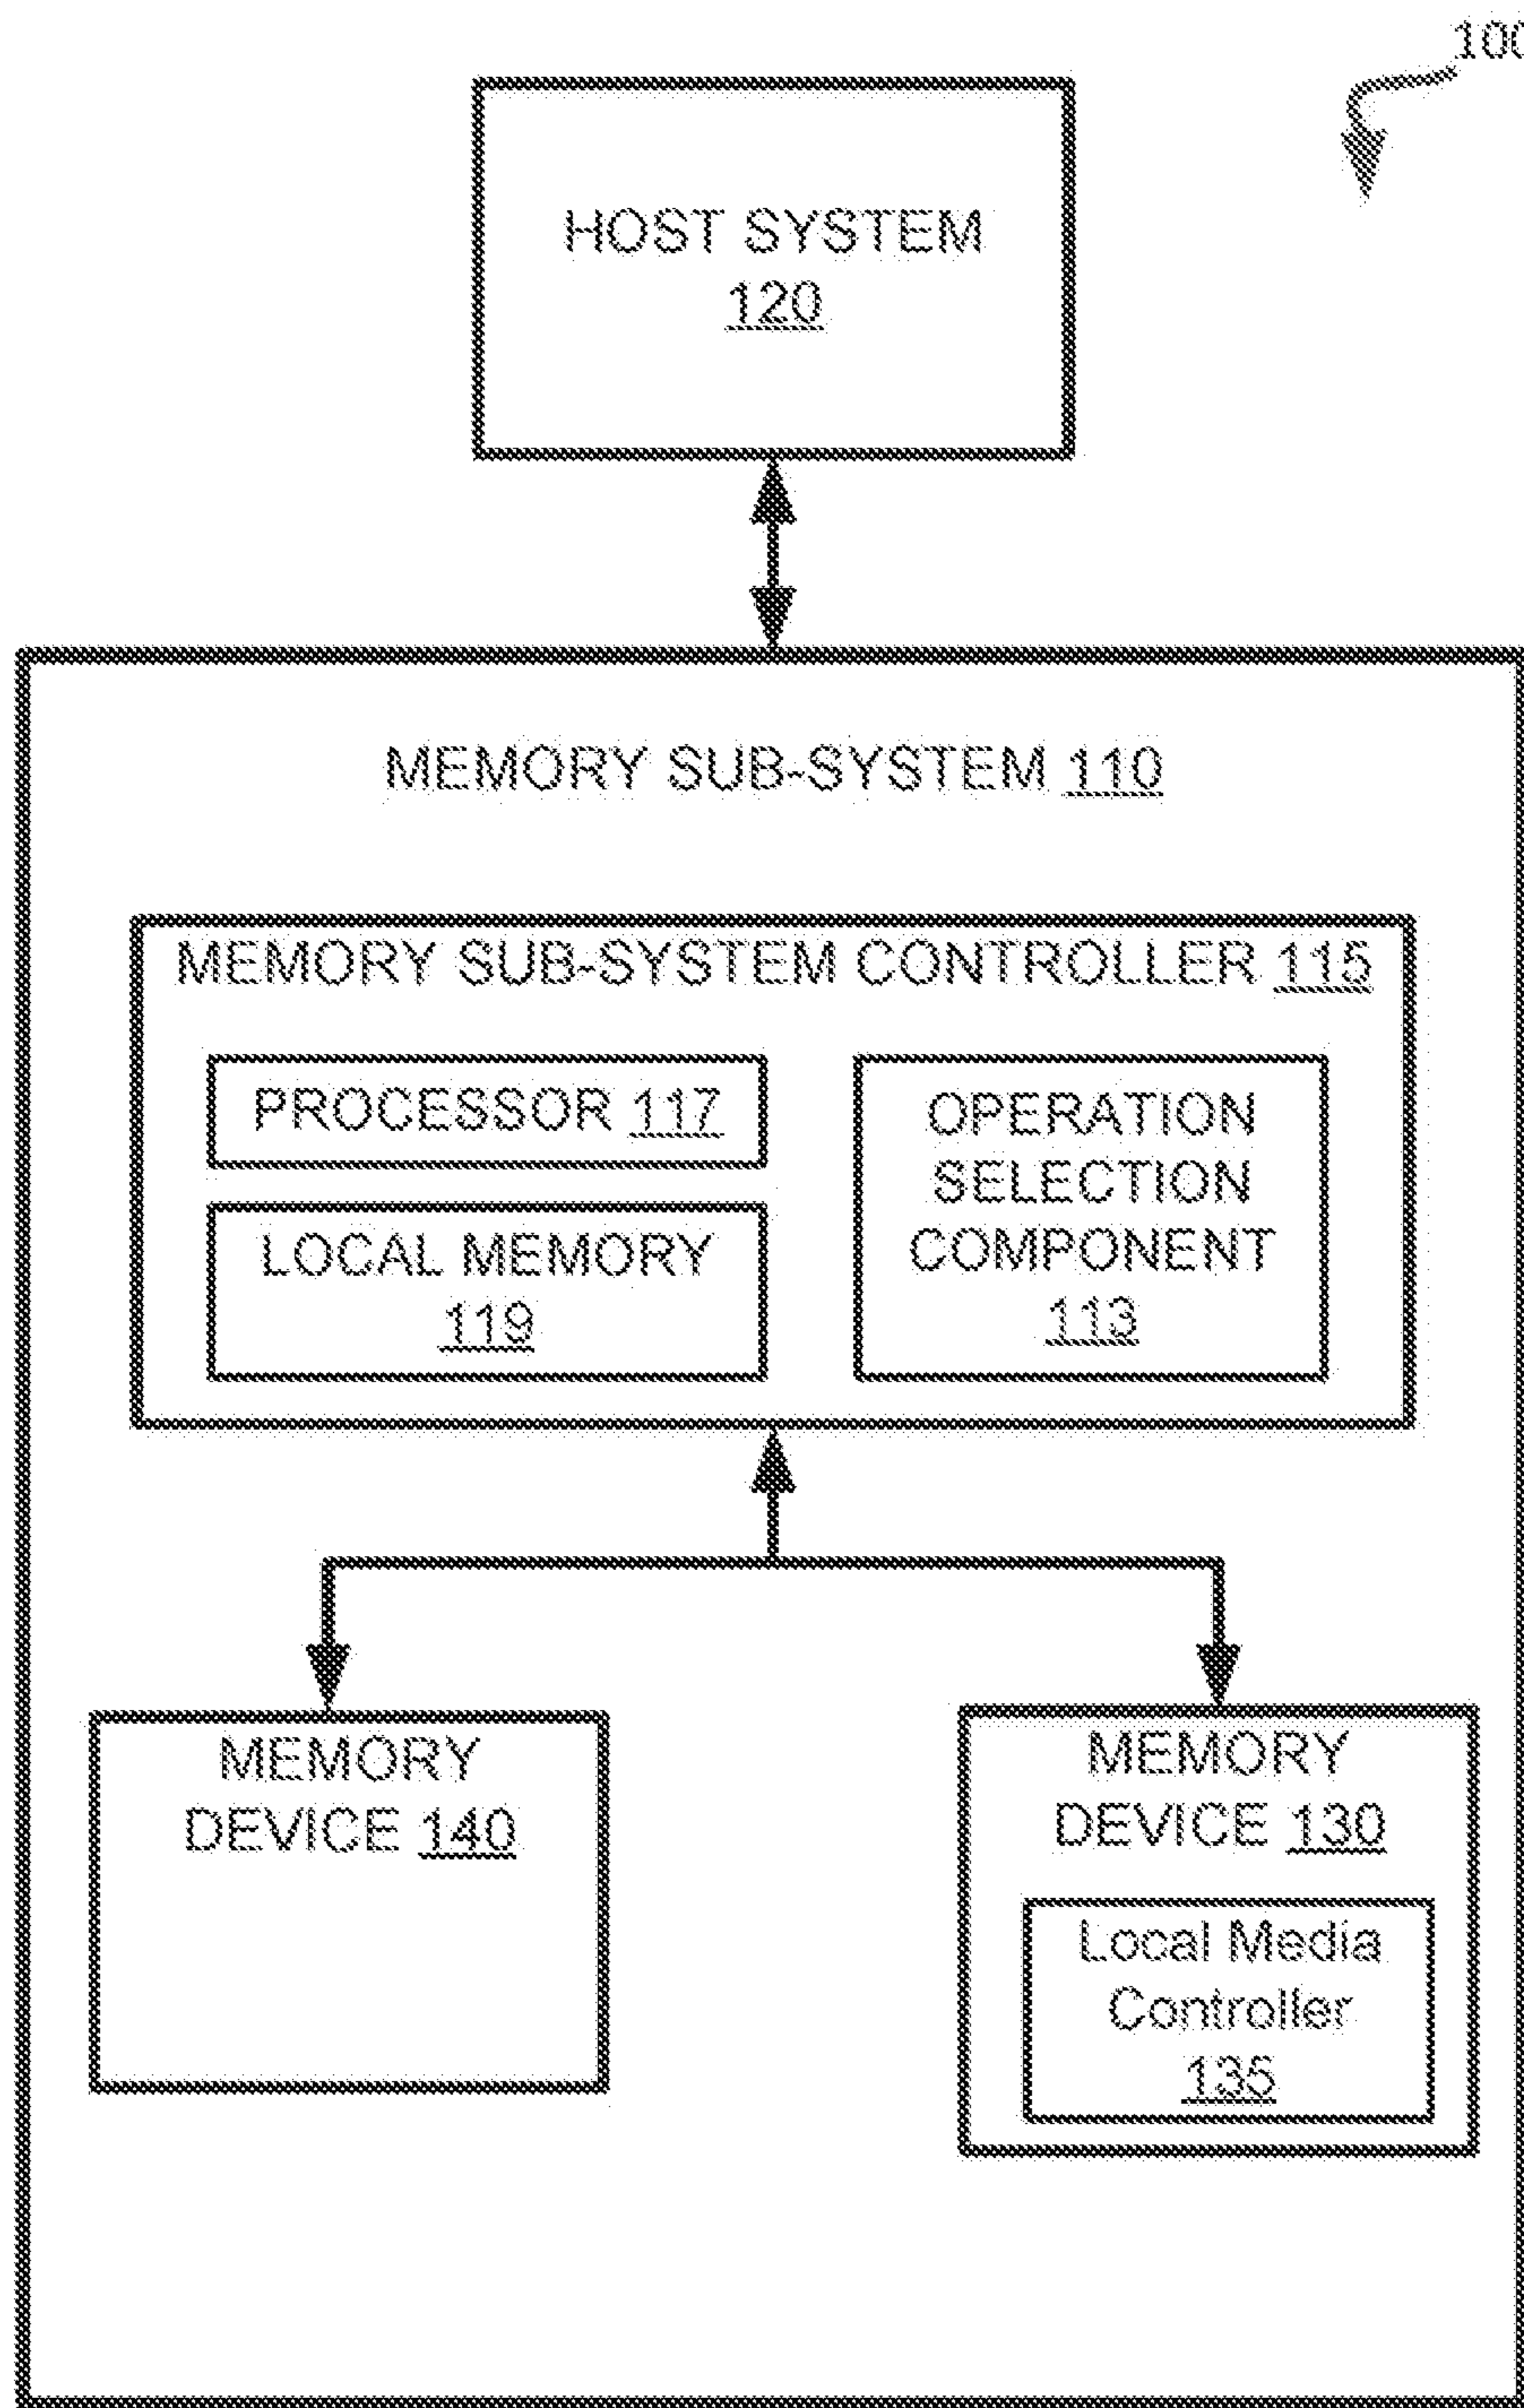 100
HOST SYSTEM
120
MEMORY SUB-SYSTEM 110
MEMORY SUB-SYSTEM CONTROLLER 115
PROCESSOR 117
LOCAL MEMORY
119
OPERATION
SELECTION
COMPONENT
113
MEMORY
DEVICE 140
MEMORY
DEVICE 130
Local Media
Controller
135